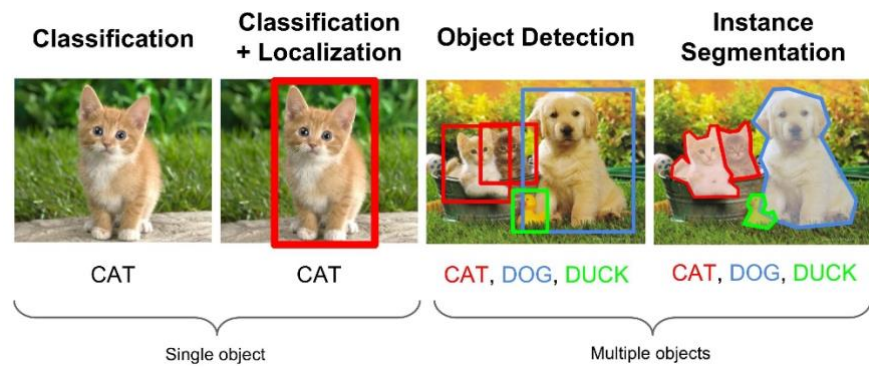 Classification
Classification
+ Localization
Object Detection
Instance
Segmentation
CAT
CAT
CAT, DOG, DUCK
CAT, DOG, DUCK
Single object
Multiple objects